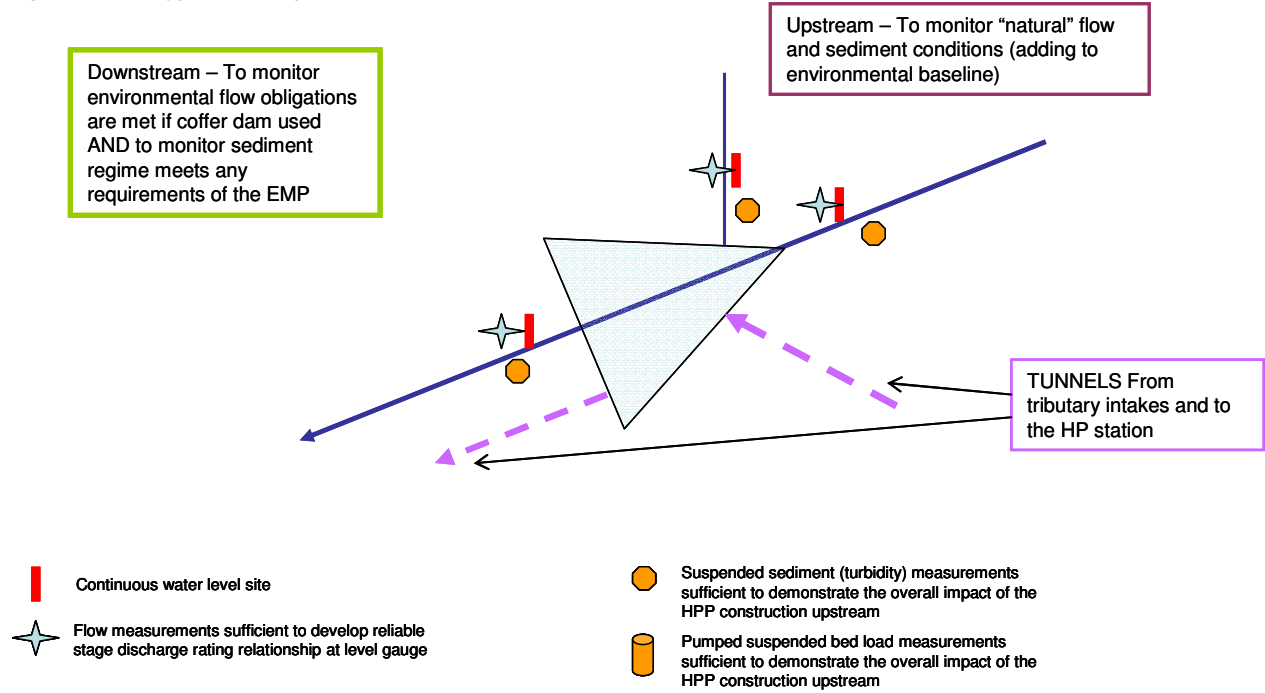 Upstream – To monitor “natural” flow
and sediment conditions (adding to
environmental baseline)
Downstream – To monitor
environmental flow obligations
are met if coffer dam used
AND to monitor sediment
regime meets any
requirements of the EMP
TUNNELS From
tributary intakes and to
the HP station
Continuous water level site
Flow measurements sufficient to develop reliable
stage discharge rating relationship at level gauge
Suspended sediment (turbidity) measurements
sufficient to demonstrate the overall impact of the
HPP construction upstream
Pumped suspended bed load measurements
sufficient to demonstrate the overall impact of the
HPP construction upstream